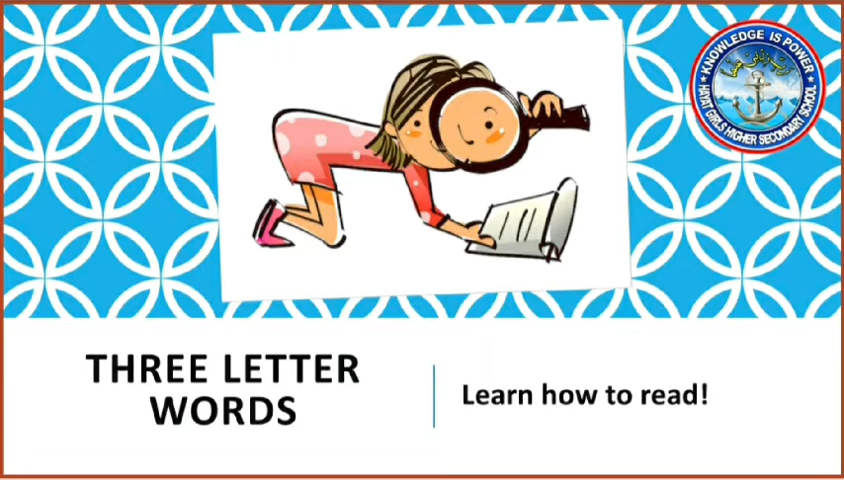 KNOWLEDGE IS POWER
HAYAT GIRLS HIGHER SECONDARY SCHOOL
THREE LETTER
WORDS
Learn how to read!